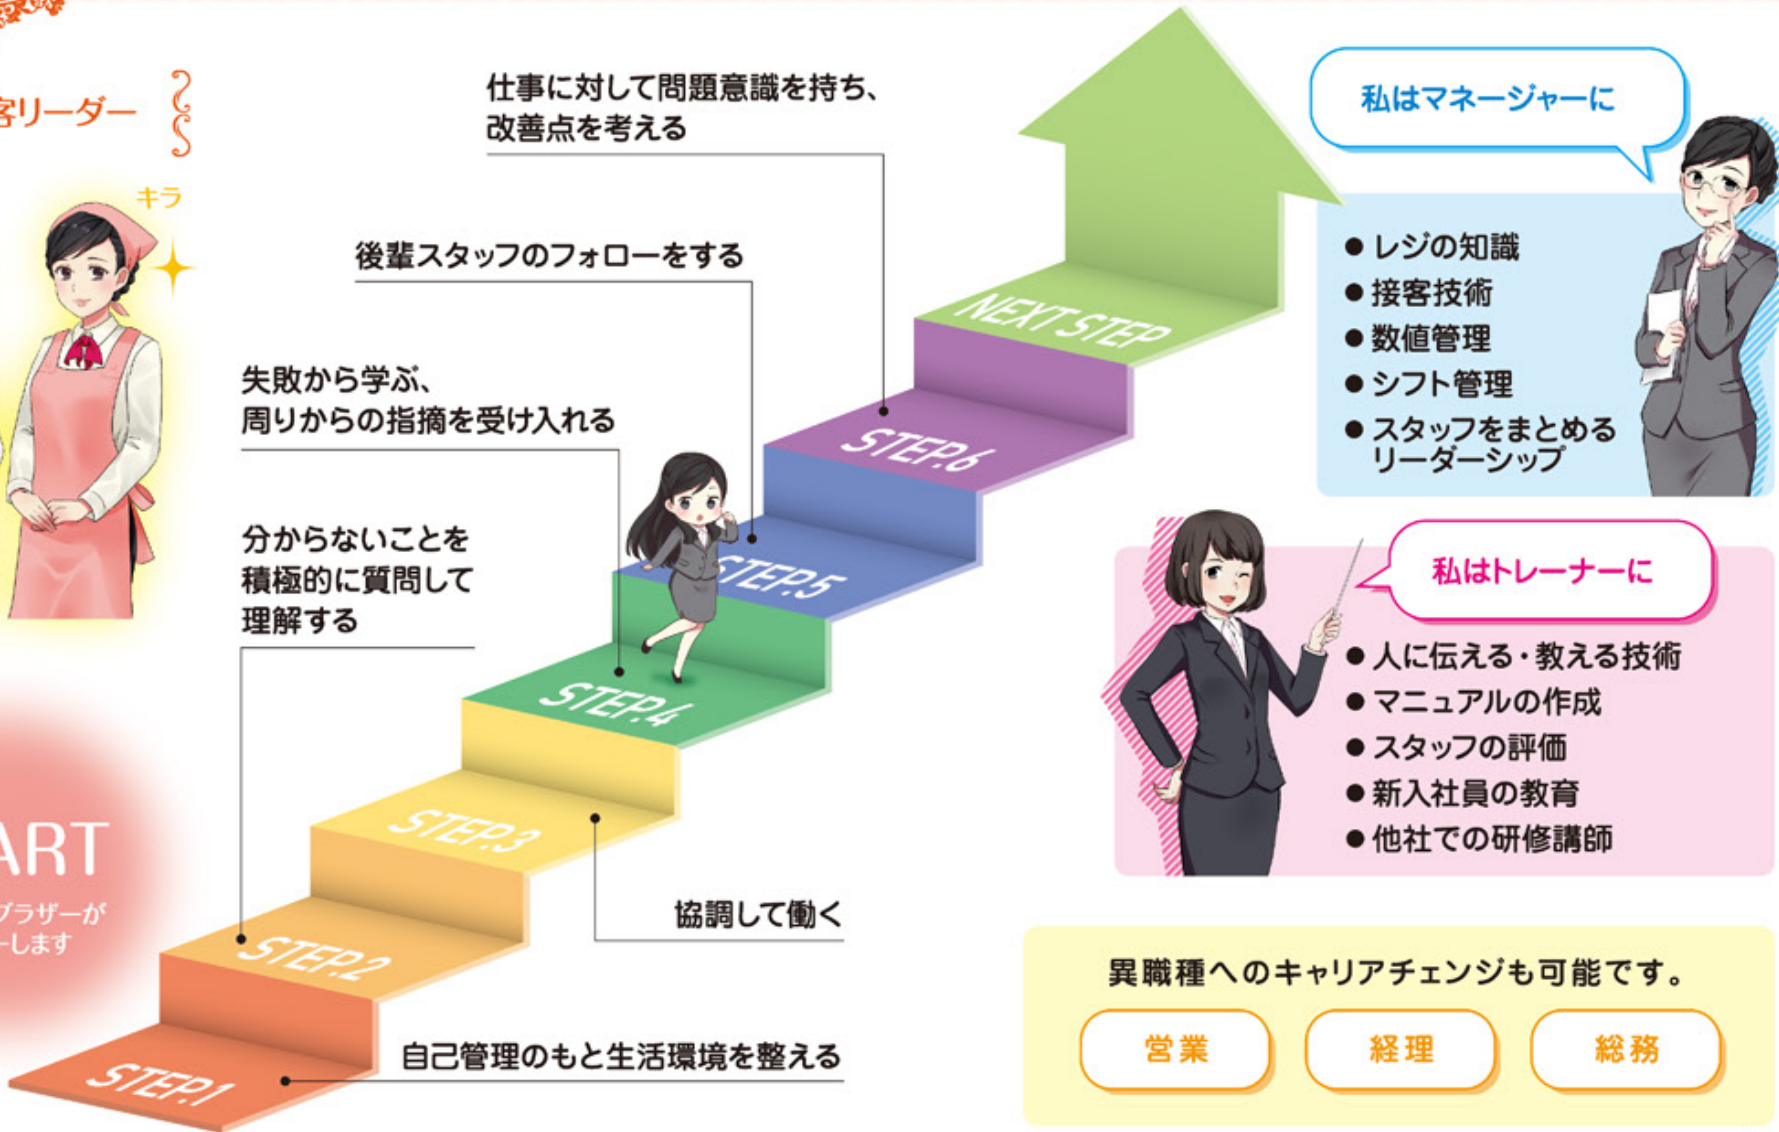 客リーダー
キラ
仕事に対して問題意識を持ち、
改善点を考える
後輩スタッフのフォローをする
失敗から学ぶ、
周りからの指摘を受け入れる
分からないことを
積極的に質問して
理解する
協調して働く
自己管理のもと生活環境を整える
NEXT STEP
STEP.6
STEP.5
STEP.4
STEP.3
STEP.2
STEP.1
ART
ブラザーが
ーします
私はマネージャーに
● レジの知識
● 接客技術
● 数値管理
● シフト管理
● スタッフをまとめる
リーダーシップ
私はトレーナーに
● 人に伝える・教える技術
● マニュアルの作成
● スタッフの評価
● 新入社員の教育
● 他社での研修講師
異職種へのキャリアチェンジも可能です。
営業
経理
総務